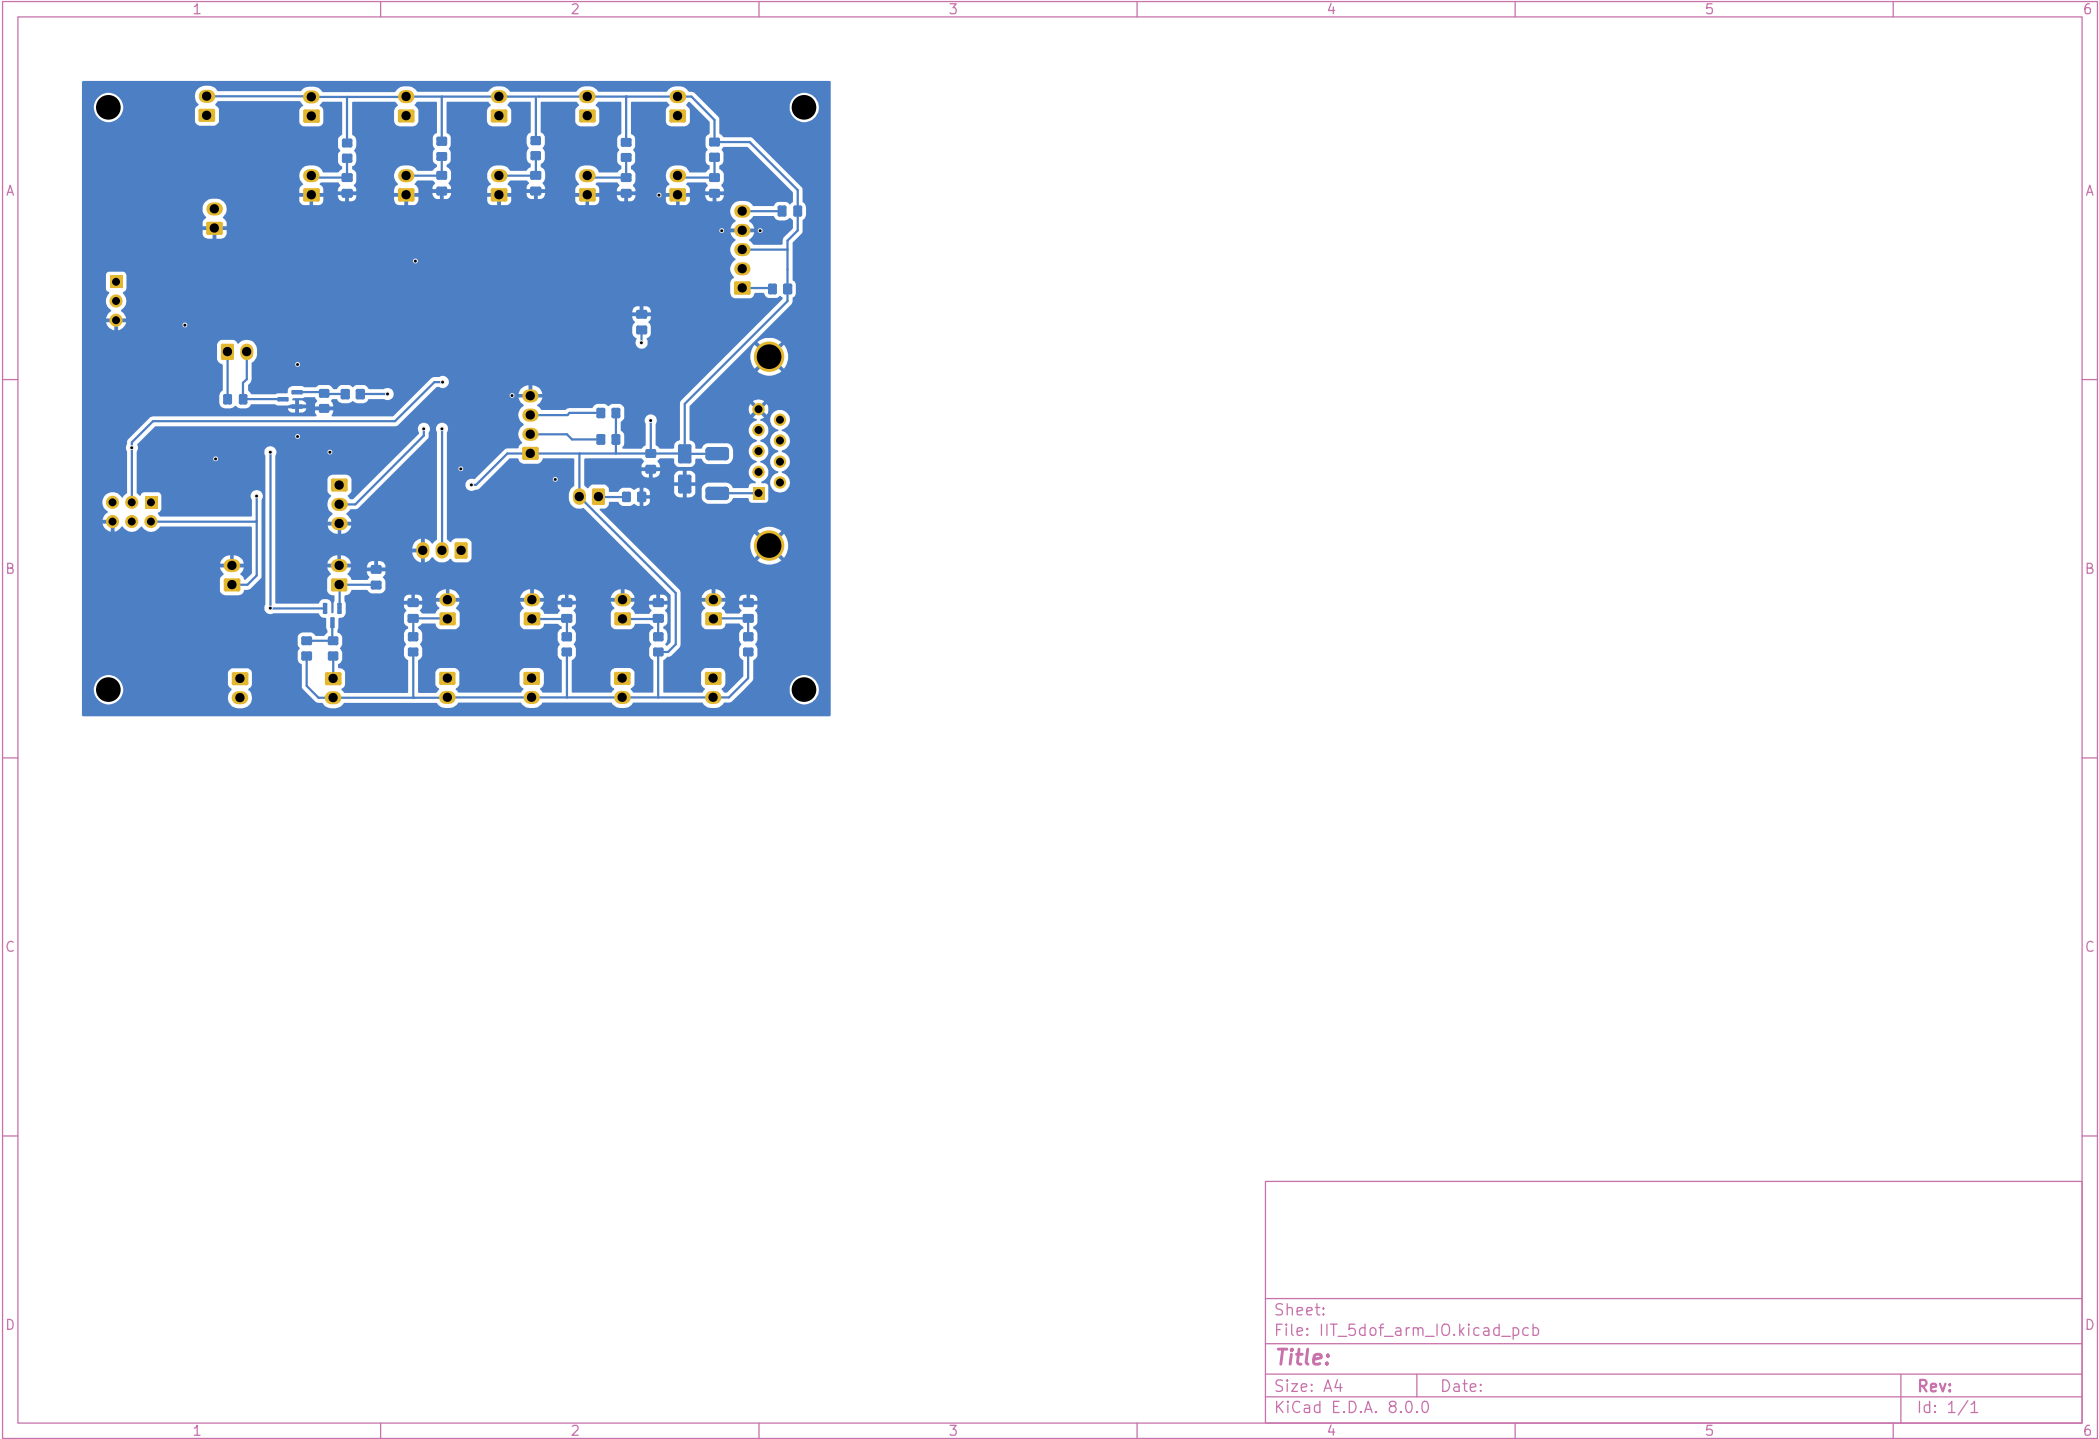 1 2 3 4 5 6
A A
B B
C C
D D
Sheet:
File: IIT_5dof_arm_IO.kicad_pcb
Title:
Size: A4 Date: Rev:
KiCad E.D.A. 8.0.0 Id: 1/1
1 2 3 4 5 6